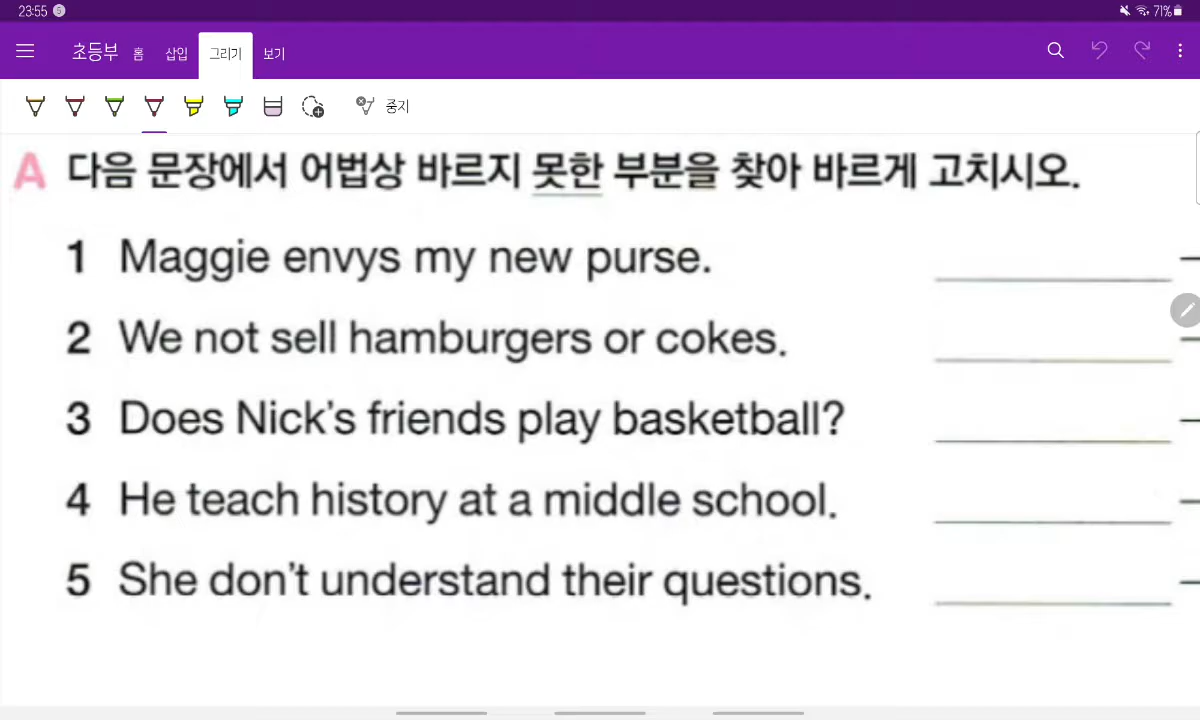 23:55 S 71%
초등부 홈 삽입 그리기 보기
중지
A 다음 문장에서 어법상 바르지 못한 부분을 찾아 바르게 고치시오.
1 Maggie envys my new purse.
2 We not sell hamburgers or cokes.
3 Does Nick's friends play basketball?
4 He teach history at a middle school.
5 She don't understand their questions.